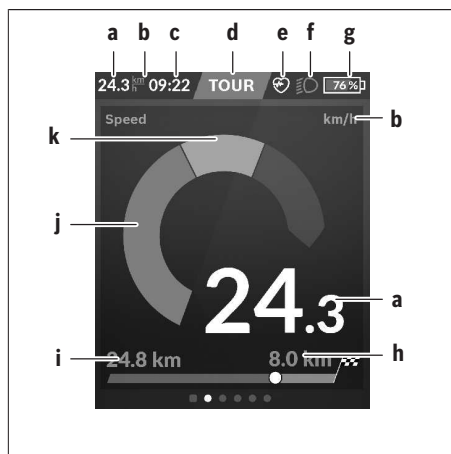 a b c d e f g
24.3 km/h 09:22 TOUR 76 %
Speed km/h b
k
j
24.3 a
i 24.8 km 8.0 km h